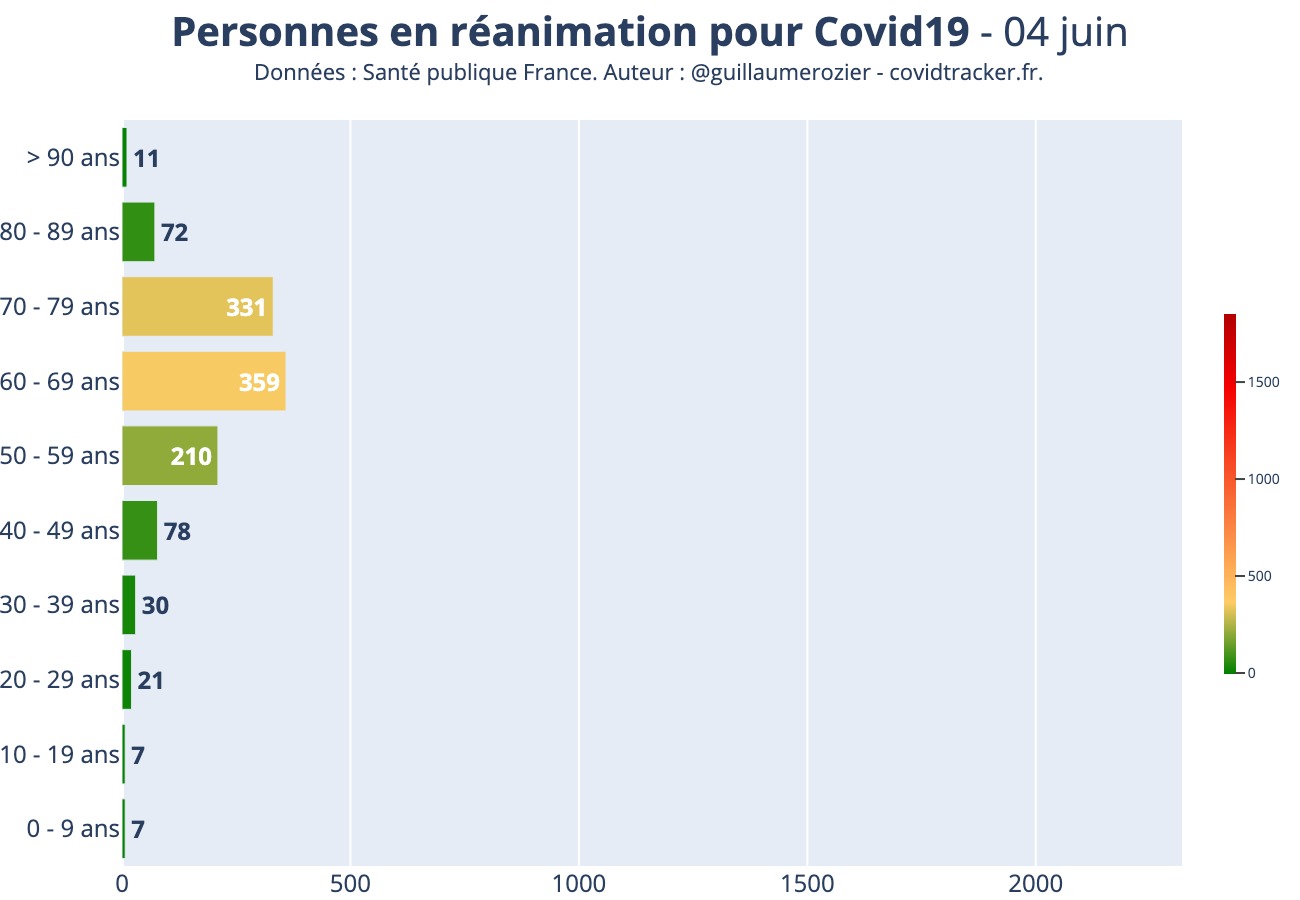 Personnes en réanimation pour Covid19 - 04 juin
Données : Santé publique France. Auteur : @guillaumerozier - covidtracker.fr.
> 90 ans 11
80 - 89 ans 72
70 - 79 ans 331
60 - 69 ans 359
50 - 59 ans 210
40 - 49 ans 78
30 - 39 ans 30
20 - 29 ans 21
10 - 19 ans 7
0 - 9 ans 7
0 500 1000 1500 2000
1500
1000
500
0